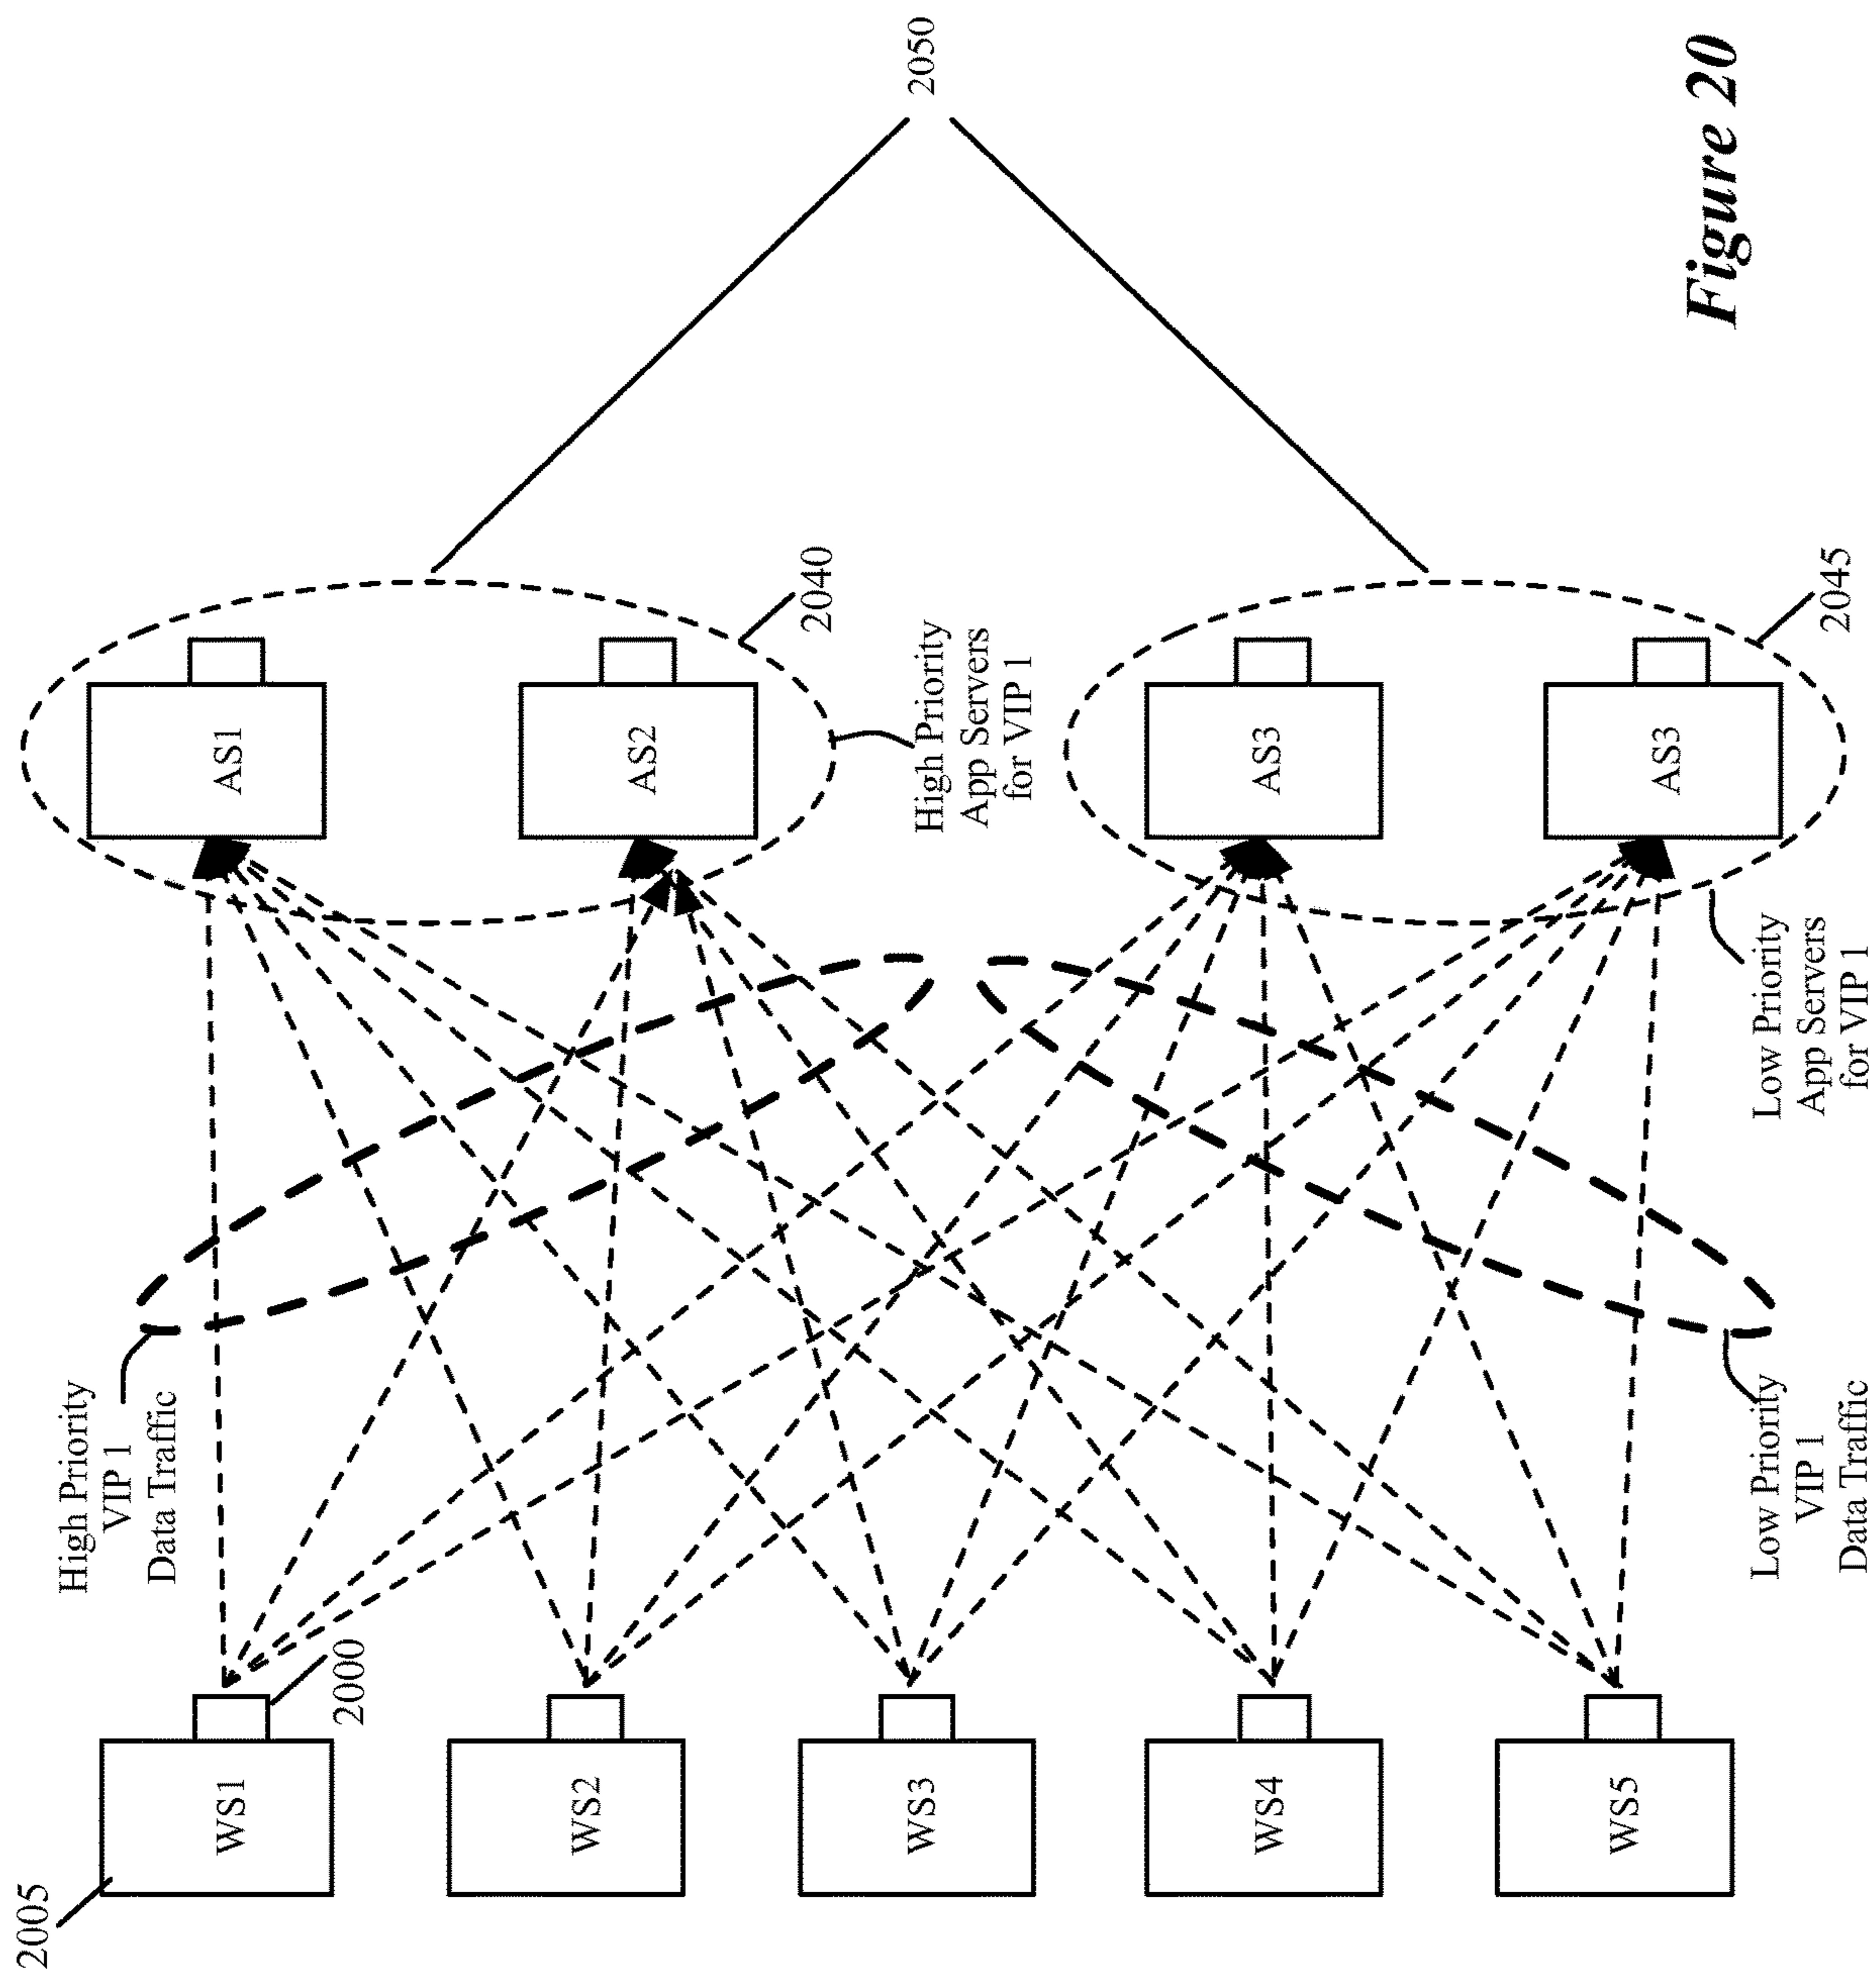 2005
WS1
2000
WS2
WS3
WS4
WS5
High Priority
VIP 1
Data Traffic
Low Priority
VIP 1
Data Traffic
AS1
AS2
2040
High Priority
App Servers
for VIP 1
AS3
AS3
2045
Low Priority
App Servers
for VIP 1
2050
Figure 20